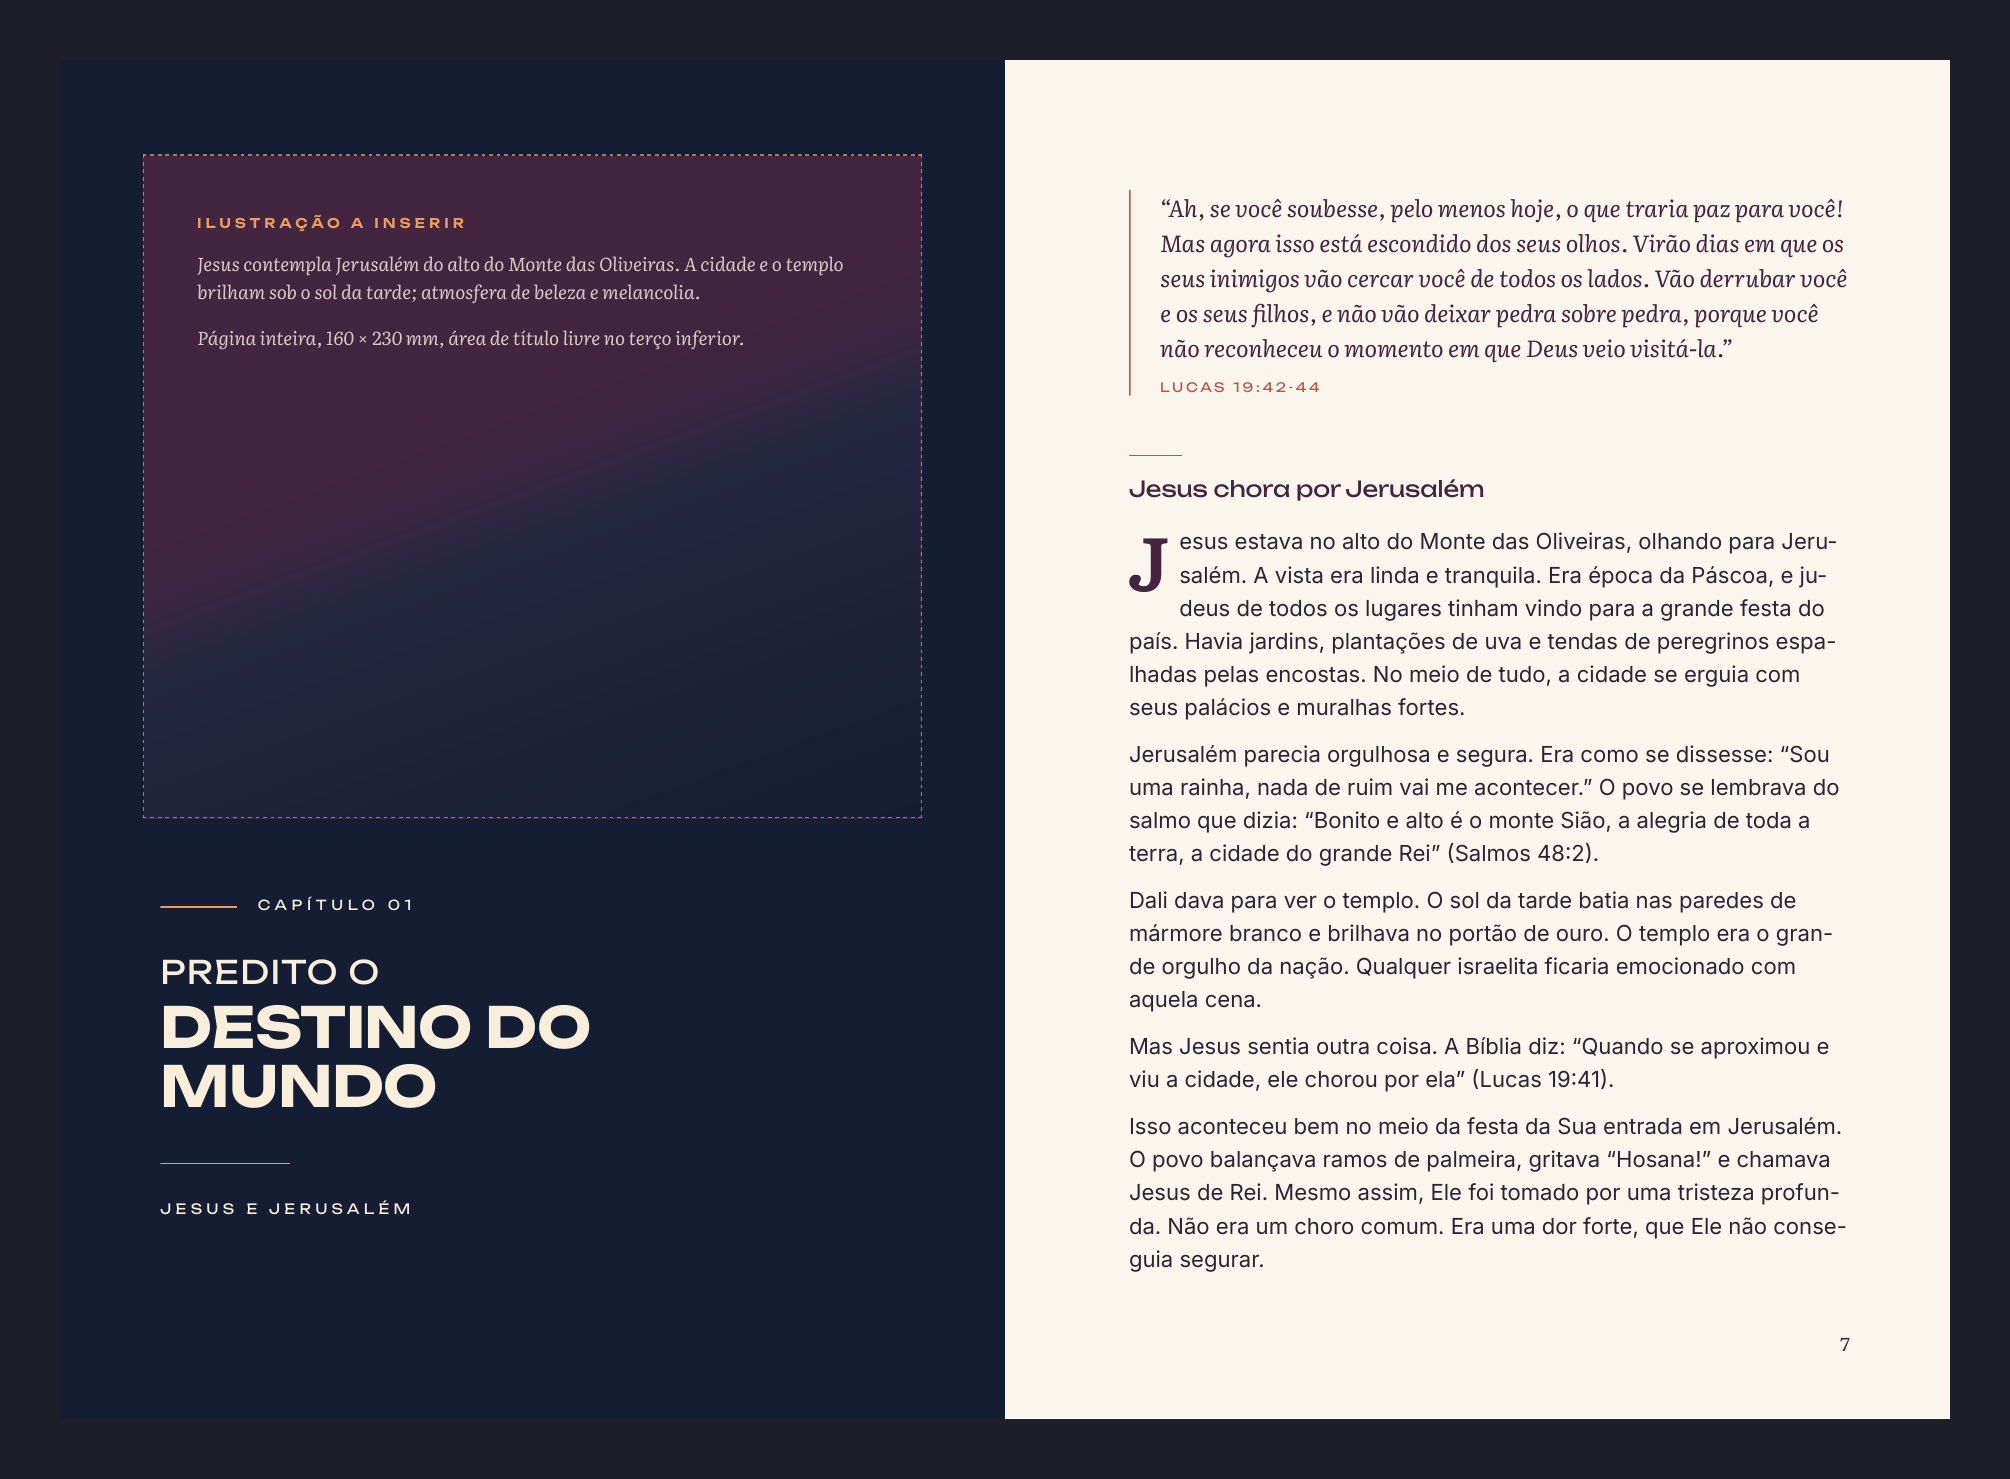 ILUSTRAÇÃO A INSERIR
Jesus contempla Jerusalém do alto do Monte das Oliveiras. A cidade e o templo
brilham sob o sol da tarde; atmosfera de beleza e melancolia.
Página inteira, 160 × 230 mm, área de título livre no terço inferior.
CAPÍTULO 01
PREDITO O
DESTINO DO
MUNDO
JESUS E JERUSALÉM
“Ah, se você soubesse, pelo menos hoje, o que traria paz para você!
Mas agora isso está escondido dos seus olhos. Virão dias em que os
seus inimigos vão cercar você de todos os lados. Vão derrubar você
e os seus filhos, e não vão deixar pedra sobre pedra, porque você
não reconheceu o momento em que Deus veio visitá-la.”
LUCAS 19:42-44
Jesus chora por Jerusalém
Jesus estava no alto do Monte das Oliveiras, olhando para Jeru-
salém. A vista era linda e tranquila. Era época da Páscoa, e ju-
deus de todos os lugares tinham vindo para a grande festa do
país. Havia jardins, plantações de uva e tendas de peregrinos espa-
lhadas pelas encostas. No meio de tudo, a cidade se erguia com
seus palácios e muralhas fortes.
Jerusalém parecia orgulhosa e segura. Era como se dissesse: “Sou
uma rainha, nada de ruim vai me acontecer.” O povo se lembrava do
salmo que dizia: “Bonito e alto é o monte Sião, a alegria de toda a
terra, a cidade do grande Rei” (Salmos 48:2).
Dali dava para ver o templo. O sol da tarde batia nas paredes de
mármore branco e brilhava no portão de ouro. O templo era o gran-
de orgulho da nação. Qualquer israelita ficaria emocionado com
aquela cena.
Mas Jesus sentia outra coisa. A Bíblia diz: “Quando se aproximou e
viu a cidade, ele chorou por ela” (Lucas 19:41).
Isso aconteceu bem no meio da festa da Sua entrada em Jerusalém.
O povo balançava ramos de palmeira, gritava “Hosana!” e chamava
Jesus de Rei. Mesmo assim, Ele foi tomado por uma tristeza profun-
da. Não era um choro comum. Era uma dor forte, que Ele não conse-
guia segurar.
7